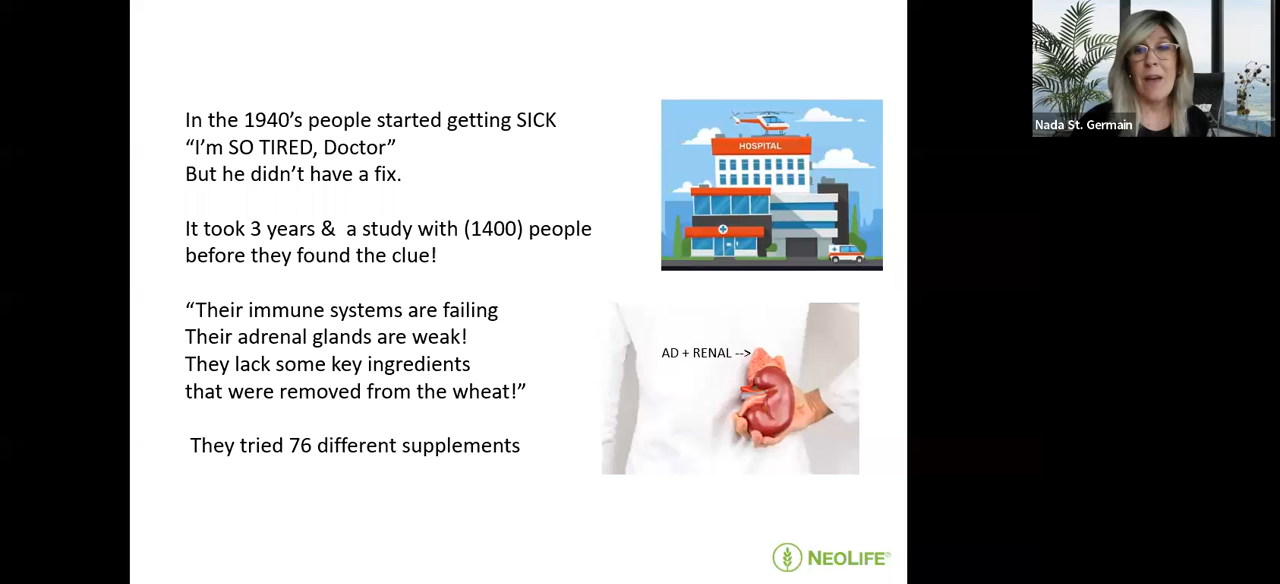 In the 1940's people started getting SICK
“I'm SO TIRED, Doctor”
But he didn't have a fix.
It took 3 years &  a study with (1400) people
before they found the clue!
“Their immune systems are failing
Their adrenal glands are weak!
They lack some key ingredients
that were removed from the wheat!”
They tried 76 different supplements
HOSPITAL
AD + RENAL -->
NEOLIFE®
Nada St. Germain